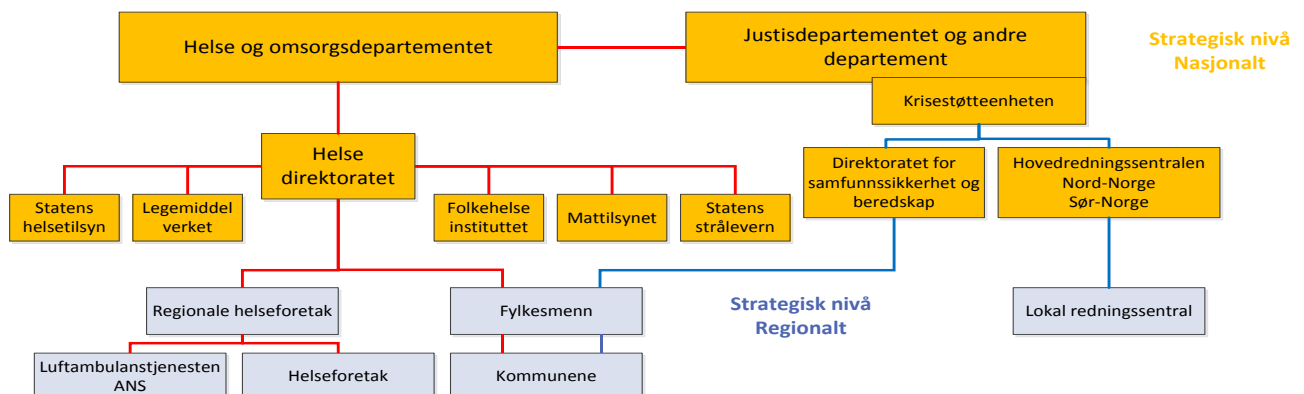 Helse og omsorgsdepartementet
Justisdepartementet og andre
departement
Strategisk nivå
Nasjonalt
Krisestøtteenheten
Helse
direktoratet
Direktoratet for
samfunnssikkerhet og
beredskap
Hovedredningssentralen
Nord-Norge
Sør-Norge
Statens
helsetilsyn
Legemiddel
verket
Folkehelse
instituttet
Mattilsynet
Statens
strålevern
Regionale helseforetak
Fylkesmenn
Strategisk nivå
Regionalt
Lokal redningssentral
Luftambulanstjenesten
ANS
Helseforetak
Kommunene